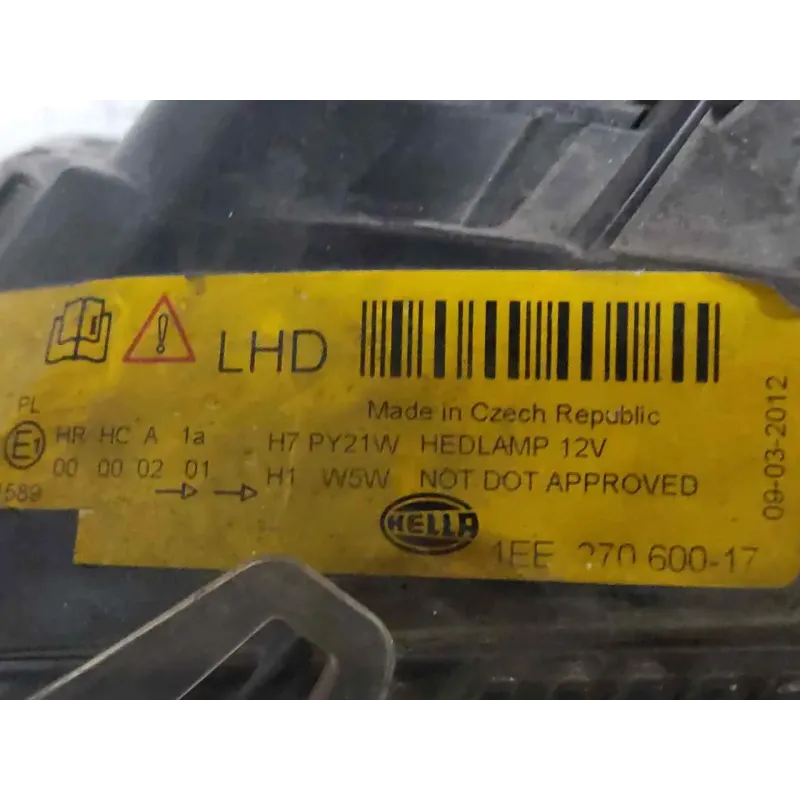 LHD
Made in Czech Republic
PL
E1 HR HC A 1a H7 PY21W HEDLAMP 12V
00 00 02 01 H1 W5W NOT DOT APPROVED
1589
HELLA
1EE 270 600-17
09-03-2012